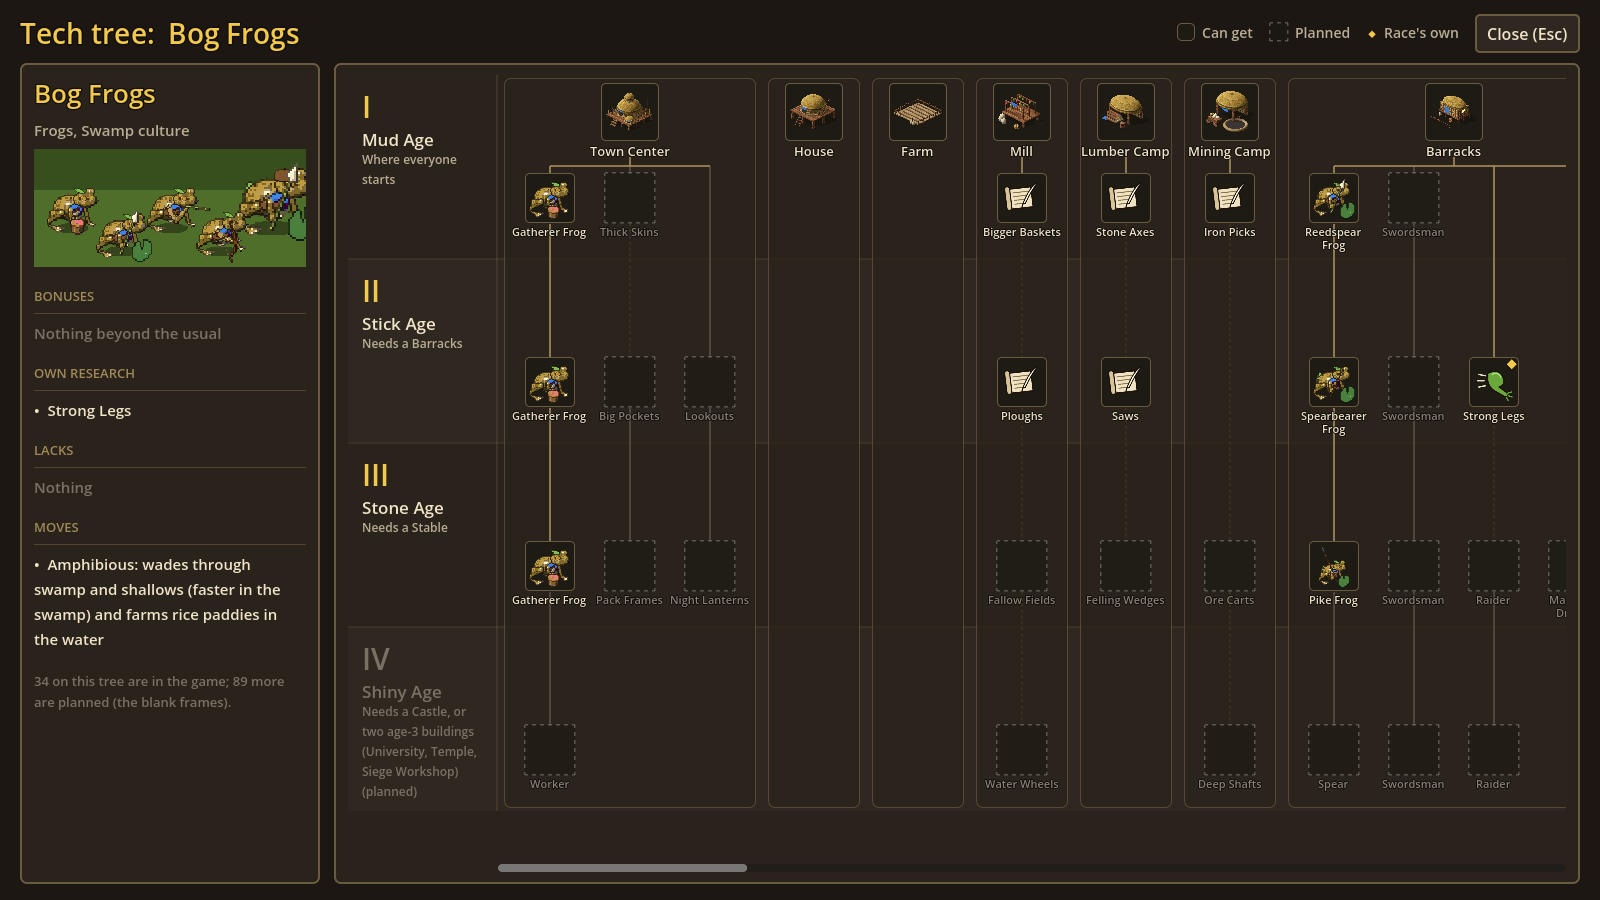 Tech tree: Bog Frogs
Can get
Planned
Race's own
Close (Esc)
Bog Frogs
Frogs, Swamp culture
BONUSES
Nothing beyond the usual
OWN RESEARCH
• Strong Legs
LACKS
Nothing
MOVES
• Amphibious: wades through
swamp and shallows (faster in the
swamp) and farms rice paddies in
the water
34 on this tree are in the game; 89 more
are planned (the blank frames).
I
Mud Age
Where everyone
starts
Town Center
House
Farm
Mill
Lumber Camp
Mining Camp
Barracks
Gatherer Frog
Thick Skins
Bigger Baskets
Stone Axes
Iron Picks
Reedspear
Frog
Swordsman
II
Stick Age
Needs a Barracks
Gatherer Frog
Big Pockets
Lookouts
Ploughs
Saws
Spearbearer
Frog
Swordsman
Strong Legs
III
Stone Age
Needs a Stable
Gatherer Frog
Pack Frames
Night Lanterns
Fallow Fields
Felling Wedges
Ore Carts
Pike Frog
Swordsman
Raider
IV
Shiny Age
Needs a Castle, or
two age-3 buildings
(University, Temple,
Siege Workshop)
(planned)
Worker
Water Wheels
Deep Shafts
Spear
Swordsman
Raider